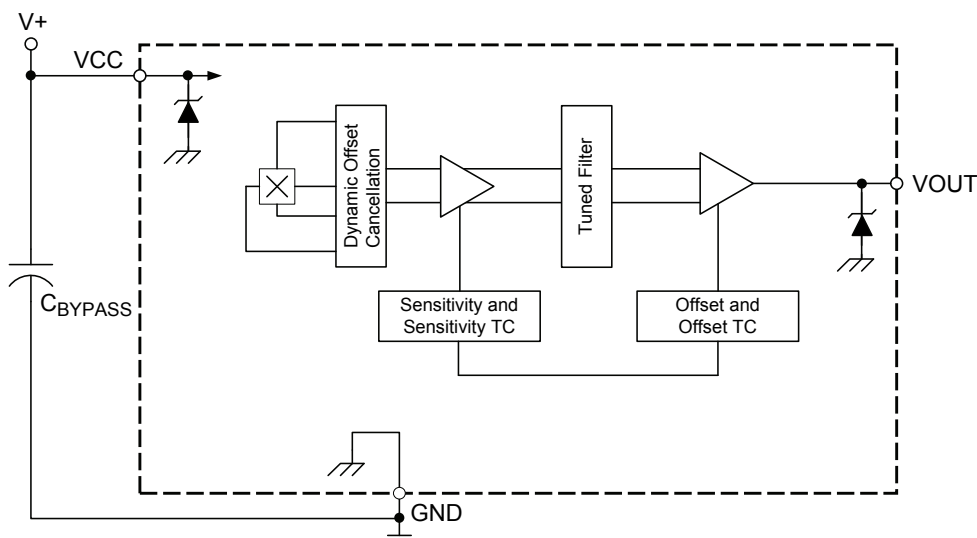 V+
VCC
Dynamic Offset
Cancellation
Tuned Filter
VOUT
CBYPASS
Sensitivity and
Sensitivity TC
Offset and
Offset TC
GND